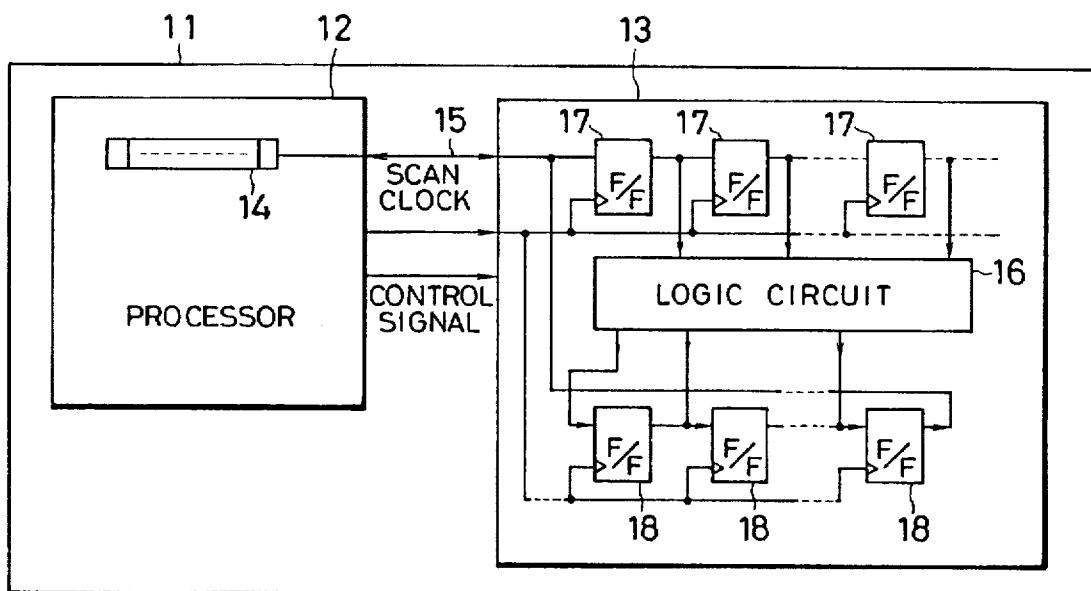 11
12
13
15
17
17
17
SCAN
CLOCK
14
F/F
F/F
F/F
16
LOGIC CIRCUIT
CONTROL
SIGNAL
PROCESSOR
F/F
F/F
F/F
18
18
18